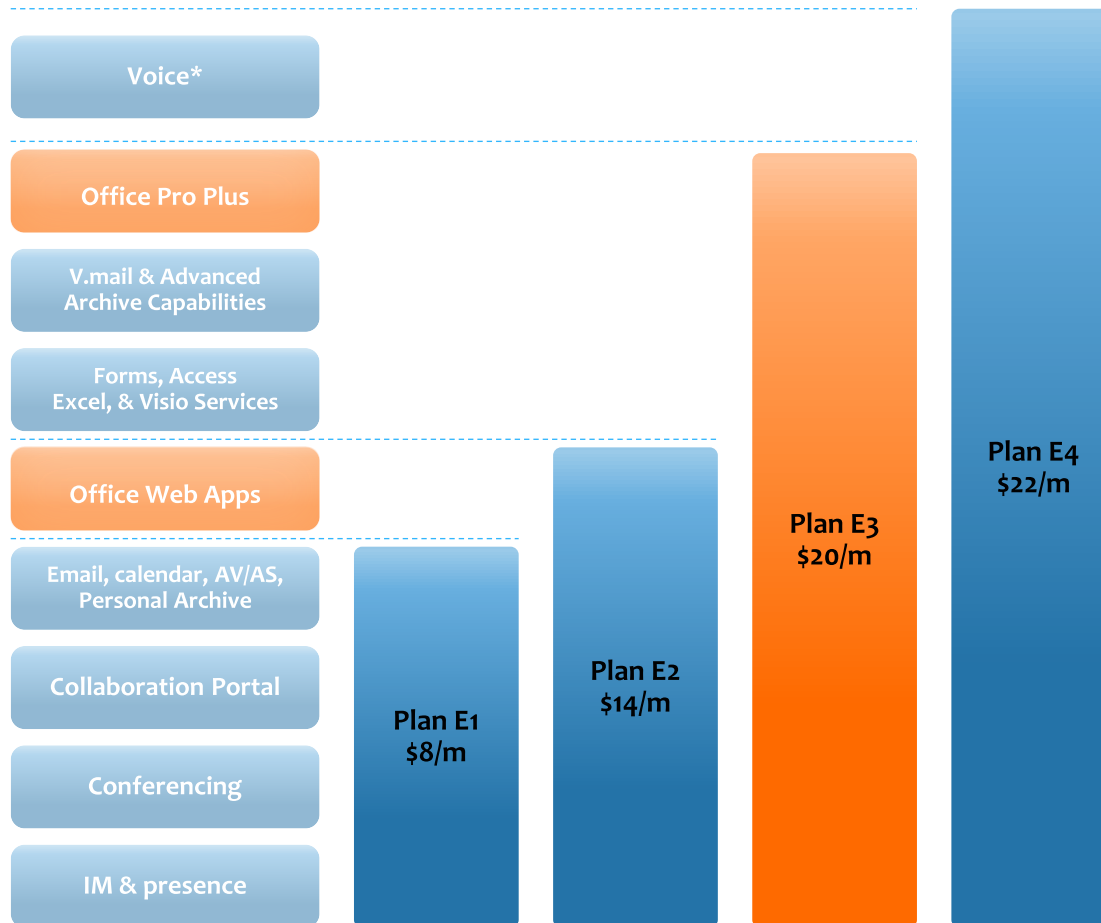 Voice*
Office Pro Plus
V.mail & Advanced
Archive Capabilities
Forms, Access
Excel, & Visio Services
Office Web Apps
Email, calendar, AV/AS,
Personal Archive
Collaboration Portal
Conferencing
IM & presence
Plan E1
$8/m
Plan E2
$14/m
Plan E3
$20/m
Plan E4
$22/m